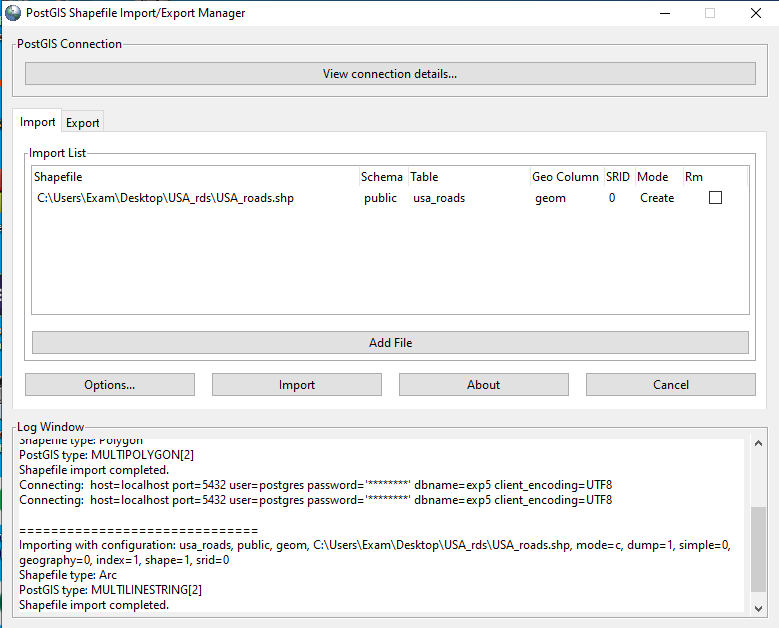 PostGIS Shapefile Import/Export Manager
PostGIS Connection
View connection details...
Import Export
Import List
Shapefile Schema Table Geo Column SRID Mode Rm
C:\Users\Exam\Desktop\USA_rds\USA_roads.shp public usa_roads geom 0 Create
Add File
Options... Import About Cancel
Log Window
Shapefile type: Polygon
PostGIS type: MULTIPOLYGON[2]
Shapefile import completed.
Connecting: host=localhost port=5432 user=postgres password='********' dbname=exp5 client_encoding=UTF8
Connecting: host=localhost port=5432 user=postgres password='********' dbname=exp5 client_encoding=UTF8
==============================
Importing with configuration: usa_roads, public, geom, C:\Users\Exam\Desktop\USA_rds\USA_roads.shp, mode=c, dump=1, simple=0,
geography=0, index=1, shape=1, srid=0
Shapefile type: Arc
PostGIS type: MULTILINESTRING[2]
Shapefile import completed.